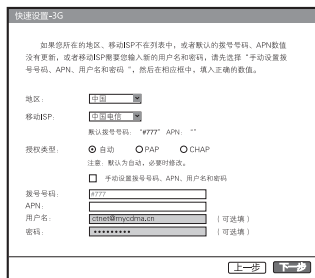 快速设置-3G
如果您所在的地区、移动ISP不在列表中，或者默认的拨号号码、APN数值
没有更新，或者移动ISP需要您输入新的用户名和密码，请先选择“手动设置拨
号号码、APN、用户名和密码 ”，然后在相应框中，填入正确的数值。
地区： 中国
移动ISP： 中国电信
默认拨号号码： "#777" APN： ""
授权类型： 自动 PAP CHAP
注意：默认为自动，必要时修改。
手动设置拨号号码、APN、用户名和密码
拨号号码： #777
APN：
用户名： ctnet@mycdma.cn （可选填）
密码： ••••••••• （可选填）
上一步 下一步